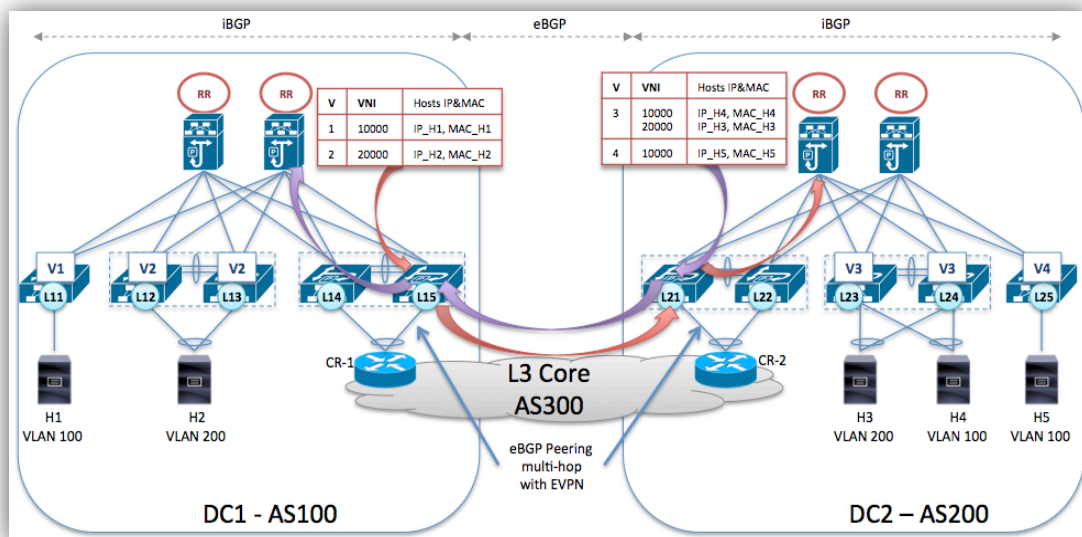 iBGP
eBGP
iBGP
RR
RR
V VNI Hosts IP&MAC
1 10000 IP_H1, MAC_H1
2 20000 IP_H2, MAC_H2
V VNI Hosts IP&MAC
3 10000 IP_H4, MAC_H4
20000 IP_H3, MAC_H3
4 10000 IP_H5, MAC_H5
RR
RR
P
P
P
P
V1
V2
V2
V3
V3
V4
L11
L12
L13
L14
L15
L21
L22
L23
L24
L25
CR-1
CR-2
L3 Core
AS300
H1
VLAN 100
H2
VLAN 200
H3
VLAN 200
H4
VLAN 100
H5
VLAN 100
eBGP Peering
multi-hop
with EVPN
DC1 - AS100
DC2 – AS200